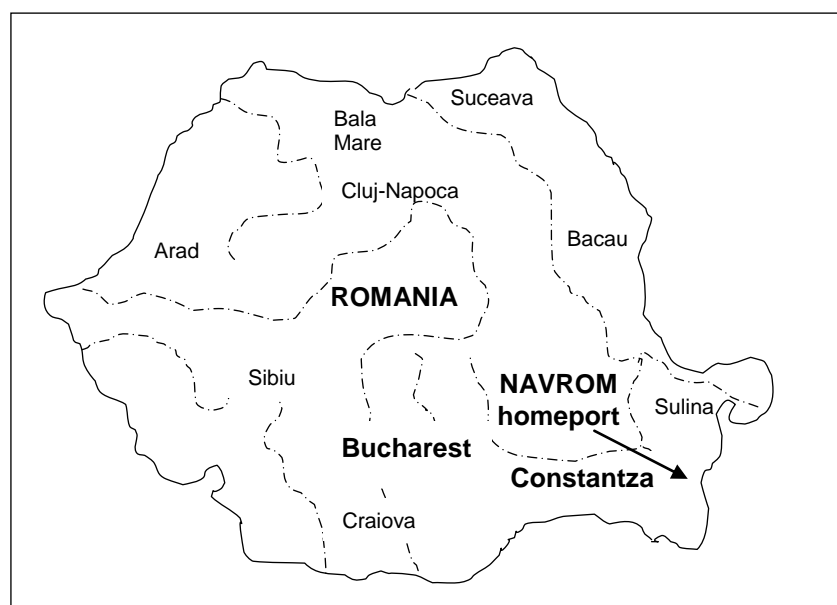 Suceava
Bala
Mare
Cluj-Napoca
Bacau
Arad
ROMANIA
Sibiu
NAVROM
homeport
Sulina
Bucharest
Constantza
Craiova